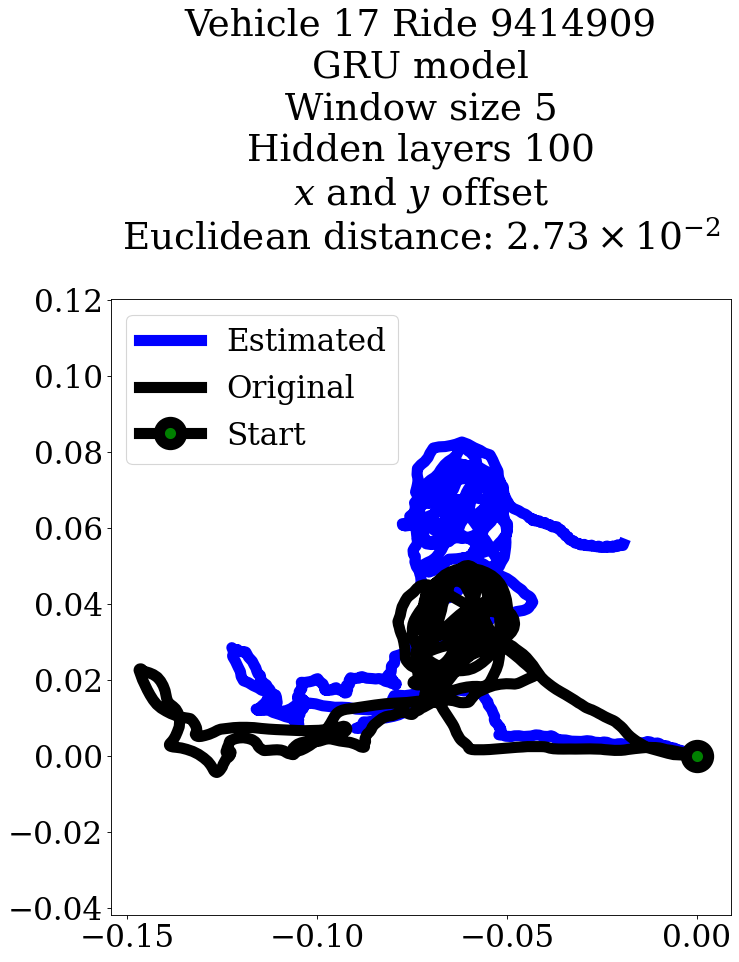 Vehicle 17 Ride 9414909
GRU model
Window size 5
Hidden layers 100
x and y offset
Euclidean distance: 2.73 × 10⁻²
0.12
0.10
0.08
0.06
0.04
0.02
0.00
−0.02
−0.04
Estimated
Original
Start
−0.15
−0.10
−0.05
0.00